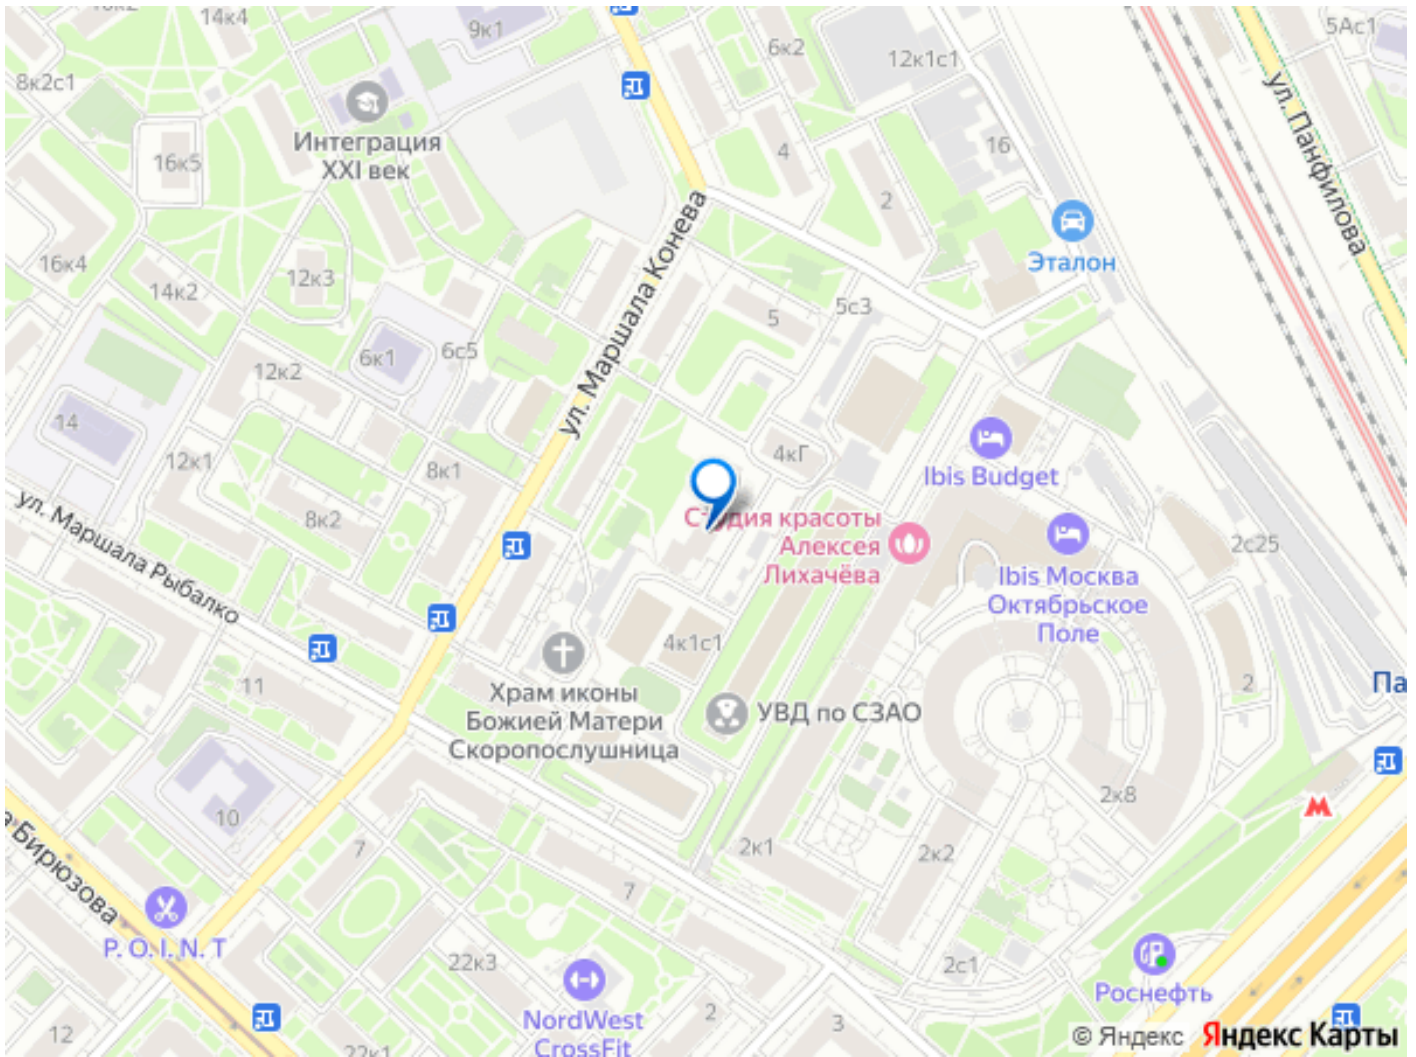 14к4
9к1
6к2
12к1с1
5Ас1
8к2с1
ул. Панфилова
Интеграция
XXI век
16к5
4
16
2
ул. Маршала Конева
Эталон
16к4
14к2
12к3
5
5с3
6к1
6с5
12к2
14
12к1
8к1
4кГ
Ibis Budget
8к2
ул. Маршала Рыбалко
Студия красоты
Алексея
Лихачёва
Ibis Москва
Октябрьское
Поле
2с25
4к1с1
11
Храм иконы
Божией Матери
Скоропослушница
УВД по СЗАО
2
Па
10
7
2к8
2к1
2к2
7
а Бирюзова
P. O. I. N. T
22к3
2с1
Роснефть
NordWest
CrossFit
2
3
12
22к1
© Яндекс Яндекс Карты